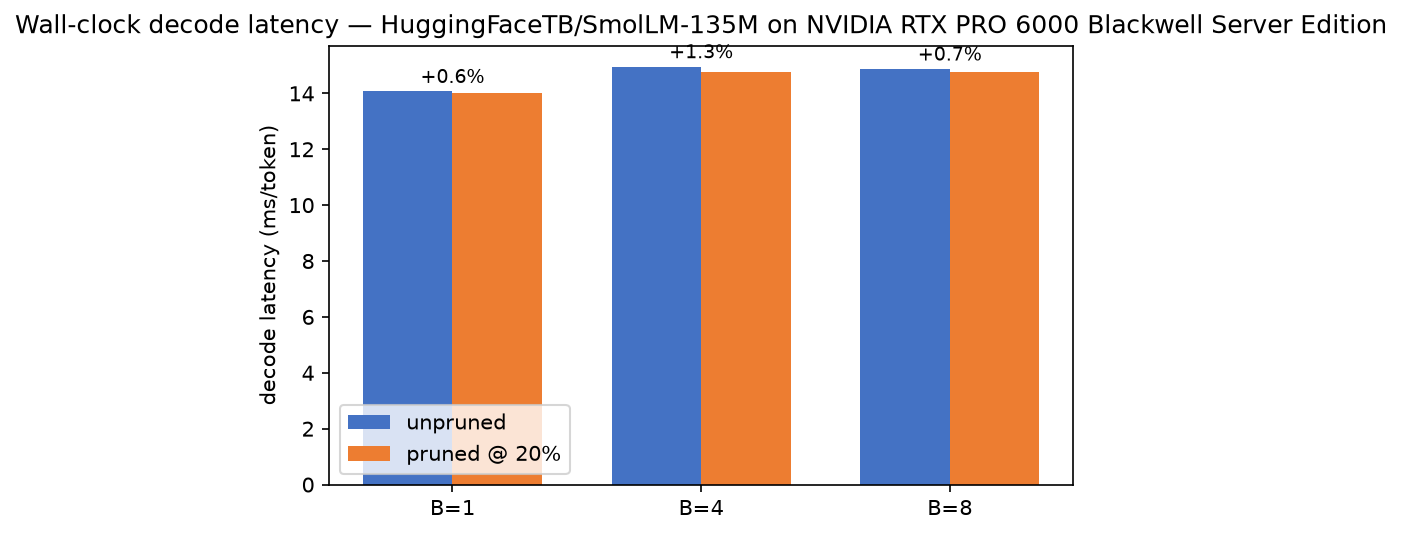 Wall-clock decode latency — HuggingFaceTB/SmolLM-135M on NVIDIA RTX PRO 6000 Blackwell Server Edition
+0.6%
+1.3%
+0.7%
decode latency (ms/token)
14
12
10
8
6
4
2
0
unpruned
pruned @ 20%
B=1
B=4
B=8